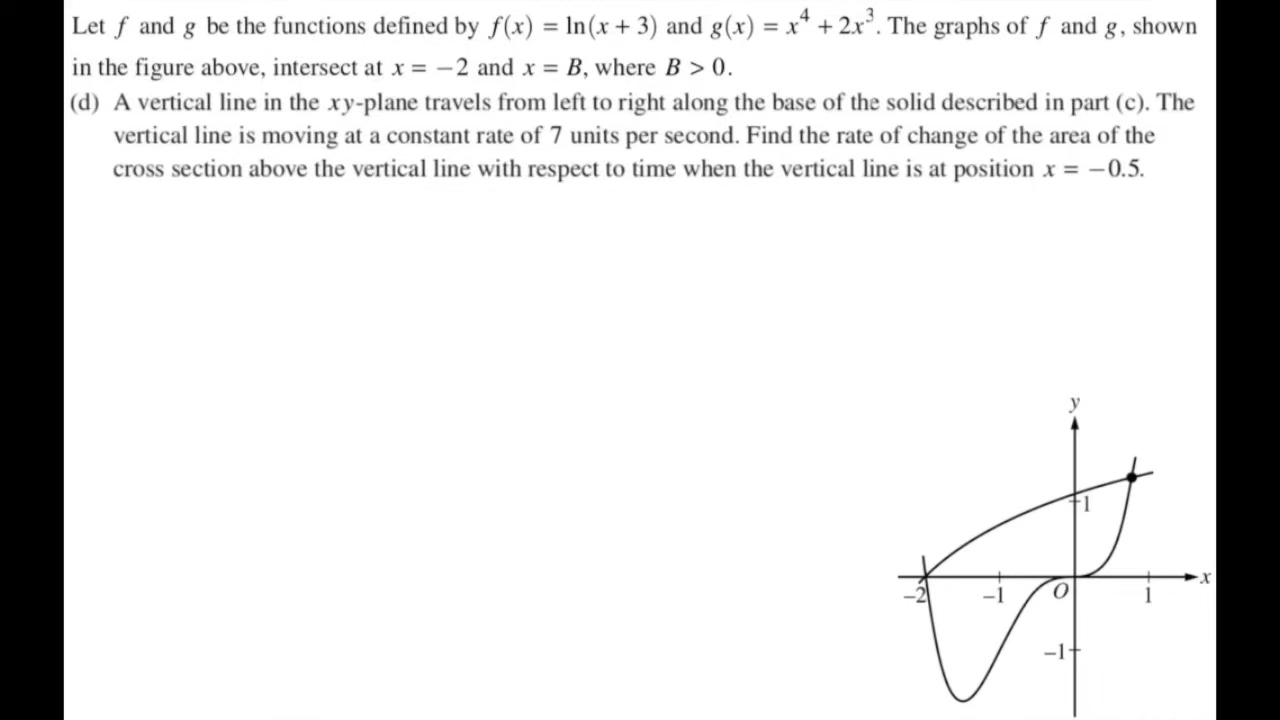 Let f and g be the functions defined by f(x) = ln(x + 3) and g(x) = x⁴ + 2x³. The graphs of f and g, shown
in the figure above, intersect at x = −2 and x = B, where B > 0.
(d) A vertical line in the xy-plane travels from left to right along the base of the solid described in part (c). The
vertical line is moving at a constant rate of 7 units per second. Find the rate of change of the area of the
cross section above the vertical line with respect to time when the vertical line is at position x = −0.5.
y
1
x
−2 −1 O 1
−1